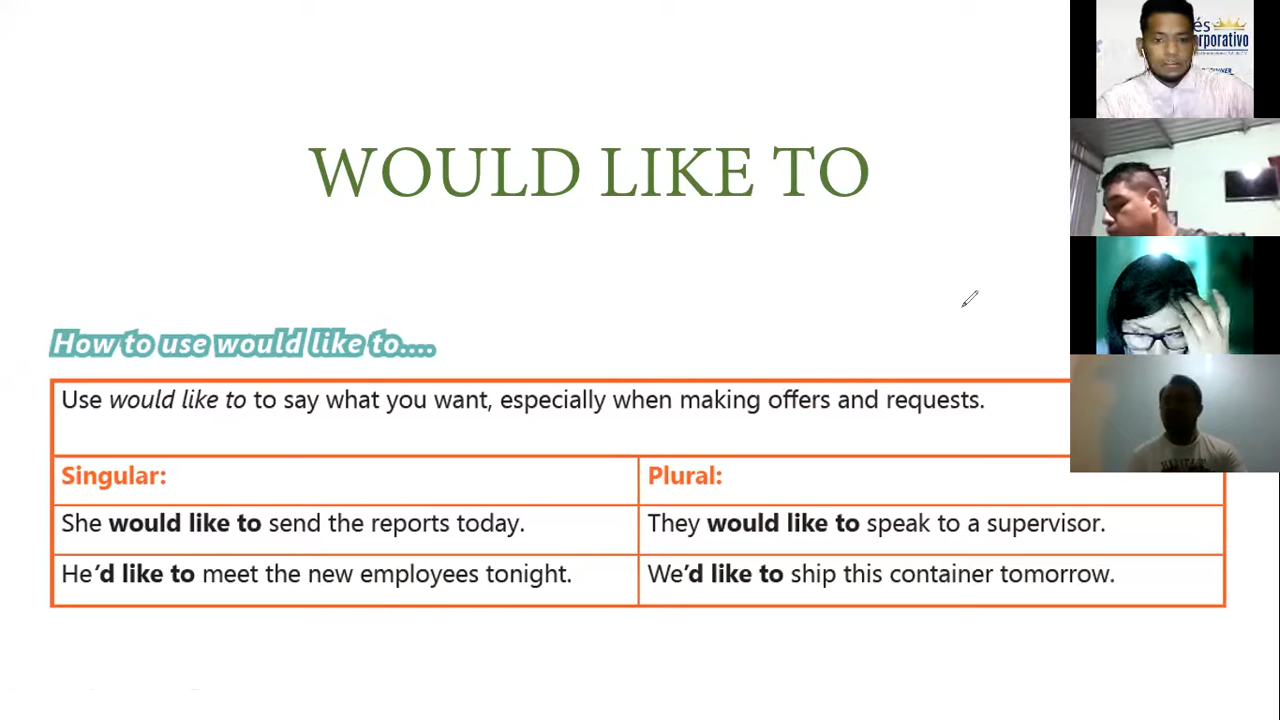 WOULD LIKE TO
How to use would like to....
Use would like to to say what you want, especially when making offers and requests.
Singular:
Plural:
She would like to send the reports today.
They would like to speak to a supervisor.
He'd like to meet the new employees tonight.
We'd like to ship this container tomorrow.
és
rporativo